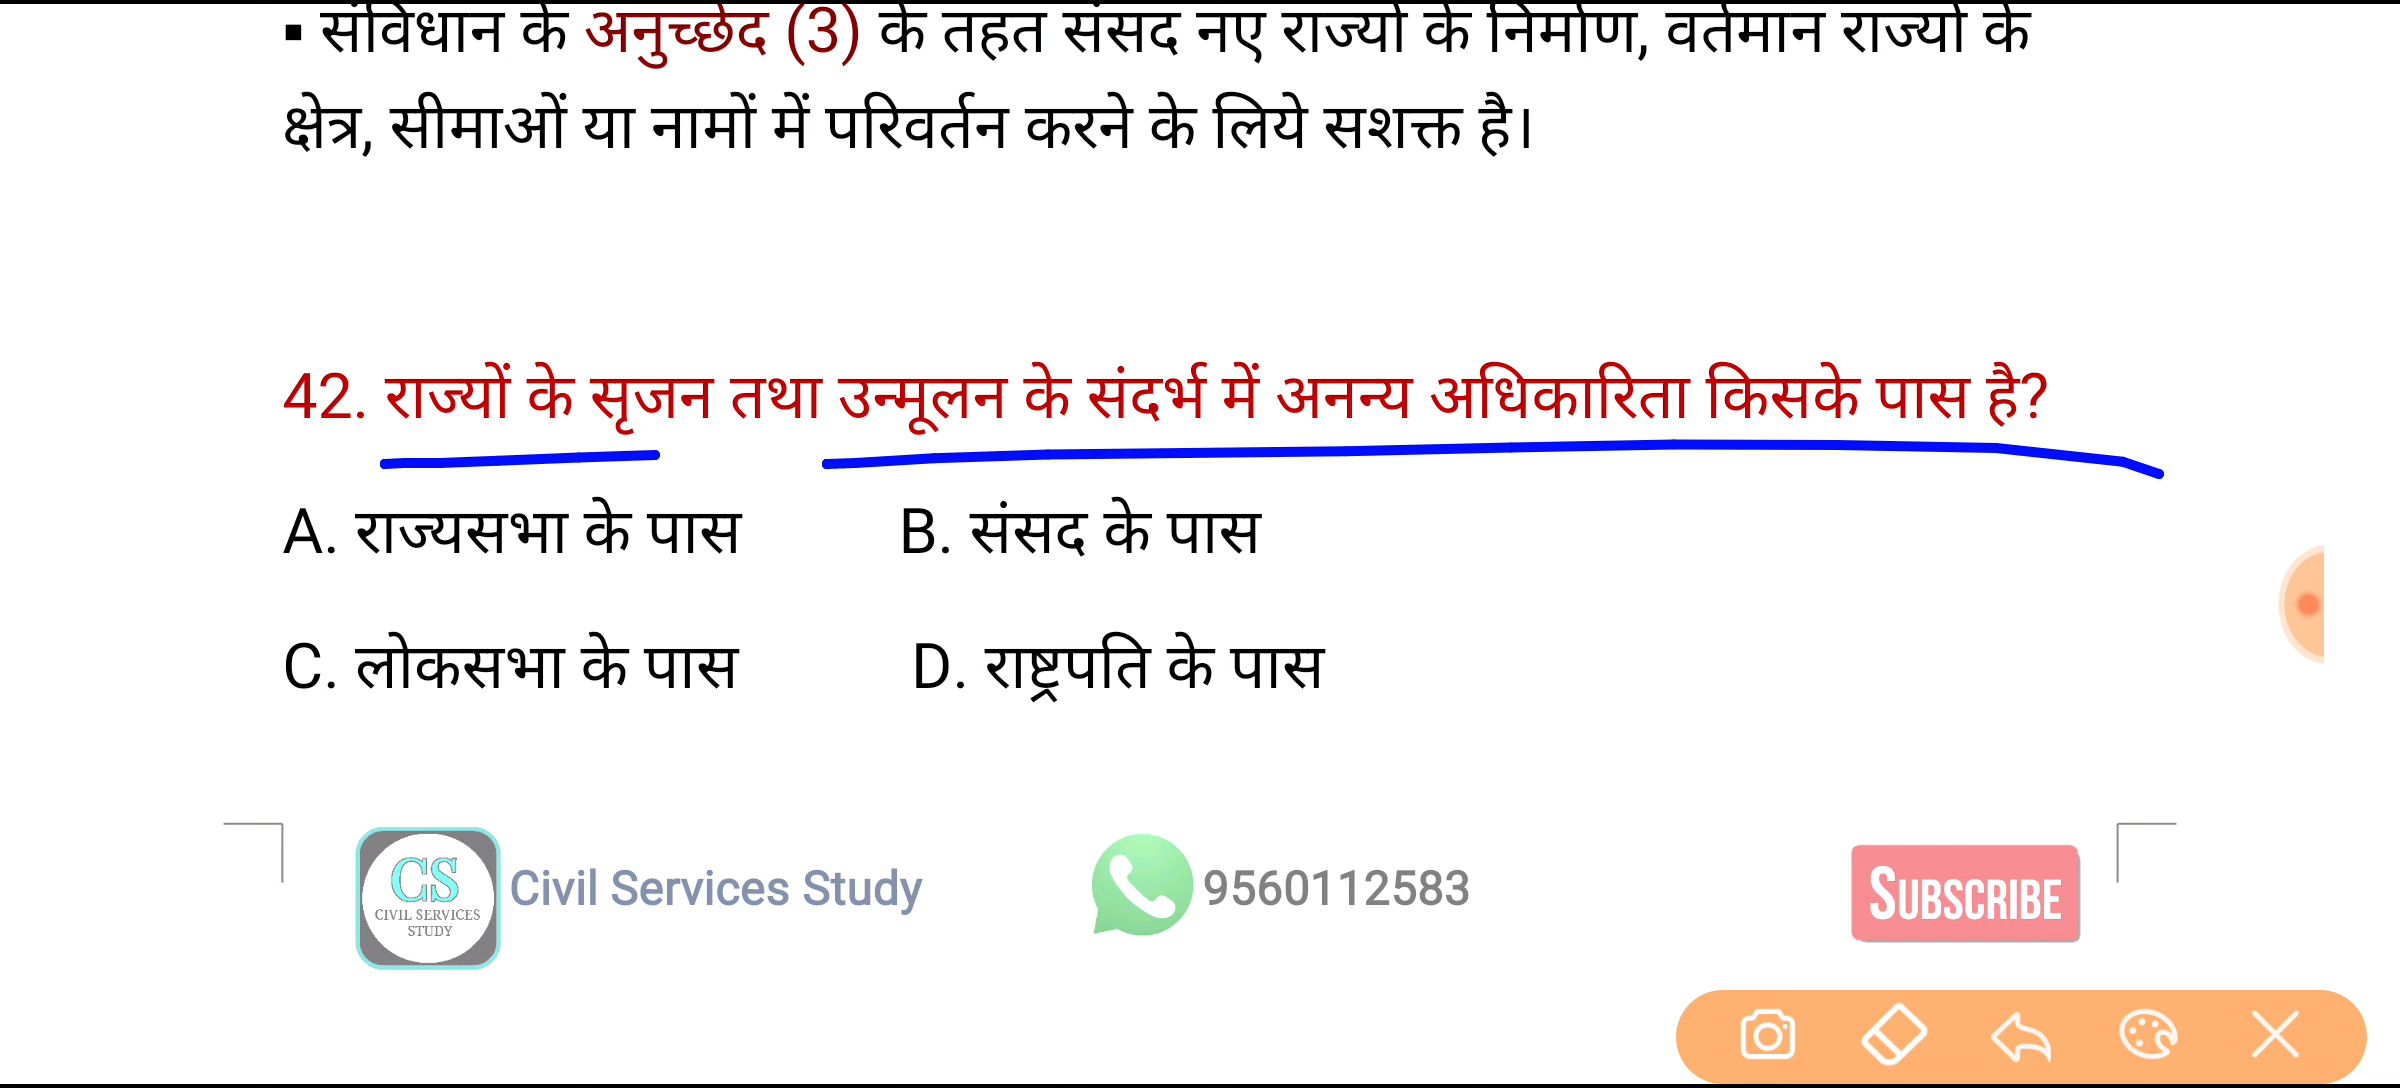 ▪ संविधान के अनुच्छेद (3) के तहत संसद नए राज्यों के निर्माण, वर्तमान राज्यों के
क्षेत्र, सीमाओं या नामों में परिवर्तन करने के लिये सशक्त है।
42. राज्यों के सृजन तथा उन्मूलन के संदर्भ में अनन्य अधिकारिता किसके पास है?
A. राज्यसभा के पास B. संसद के पास
C. लोकसभा के पास D. राष्ट्रपति के पास
CS
CIVIL SERVICES
STUDY
Civil Services Study
9560112583
SUBSCRIBE